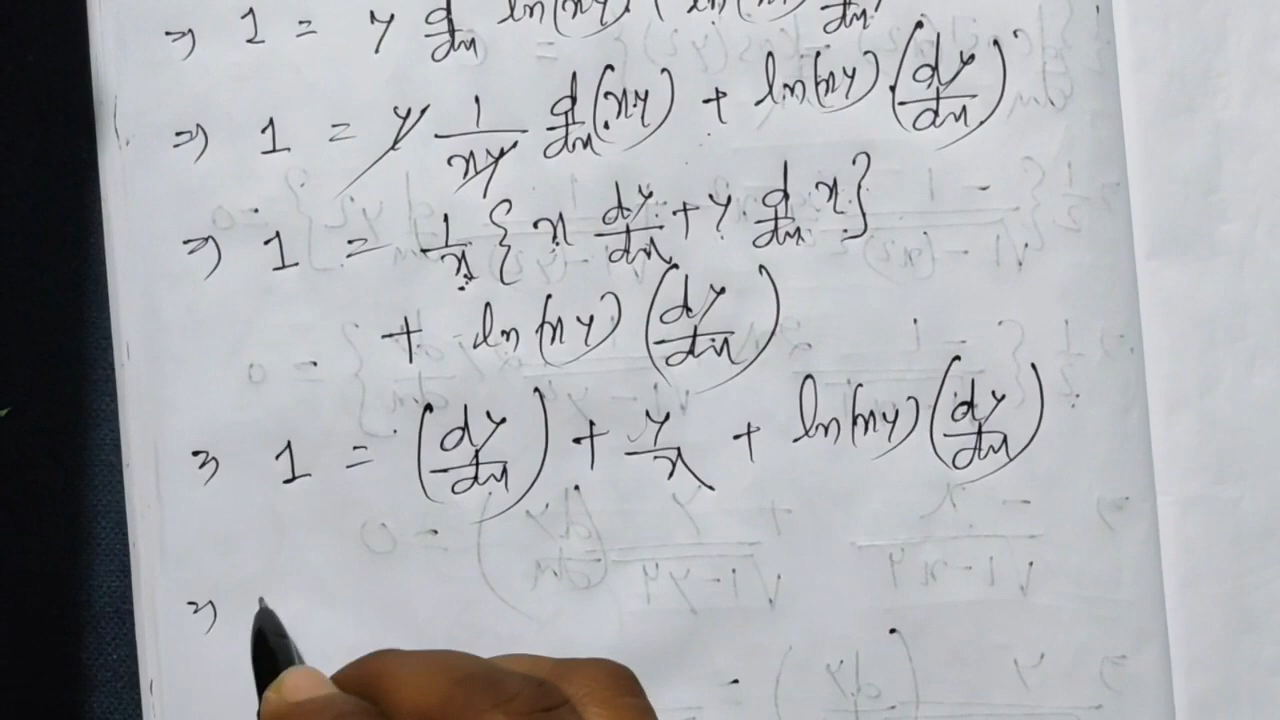 ⇒ 1 = y d/dx ln(xy) + ln(xy) dy/dx
⇒ 1 = y 1/xy d/dx (xy) + ln(xy) (dy/dx)
⇒ 1 = 1/x { x dy/dx + y d/dx x }
+ ln(xy) (dy/dx)
⇒ 1 = (dy/dx) + y/x + ln(xy) (dy/dx)
⇒